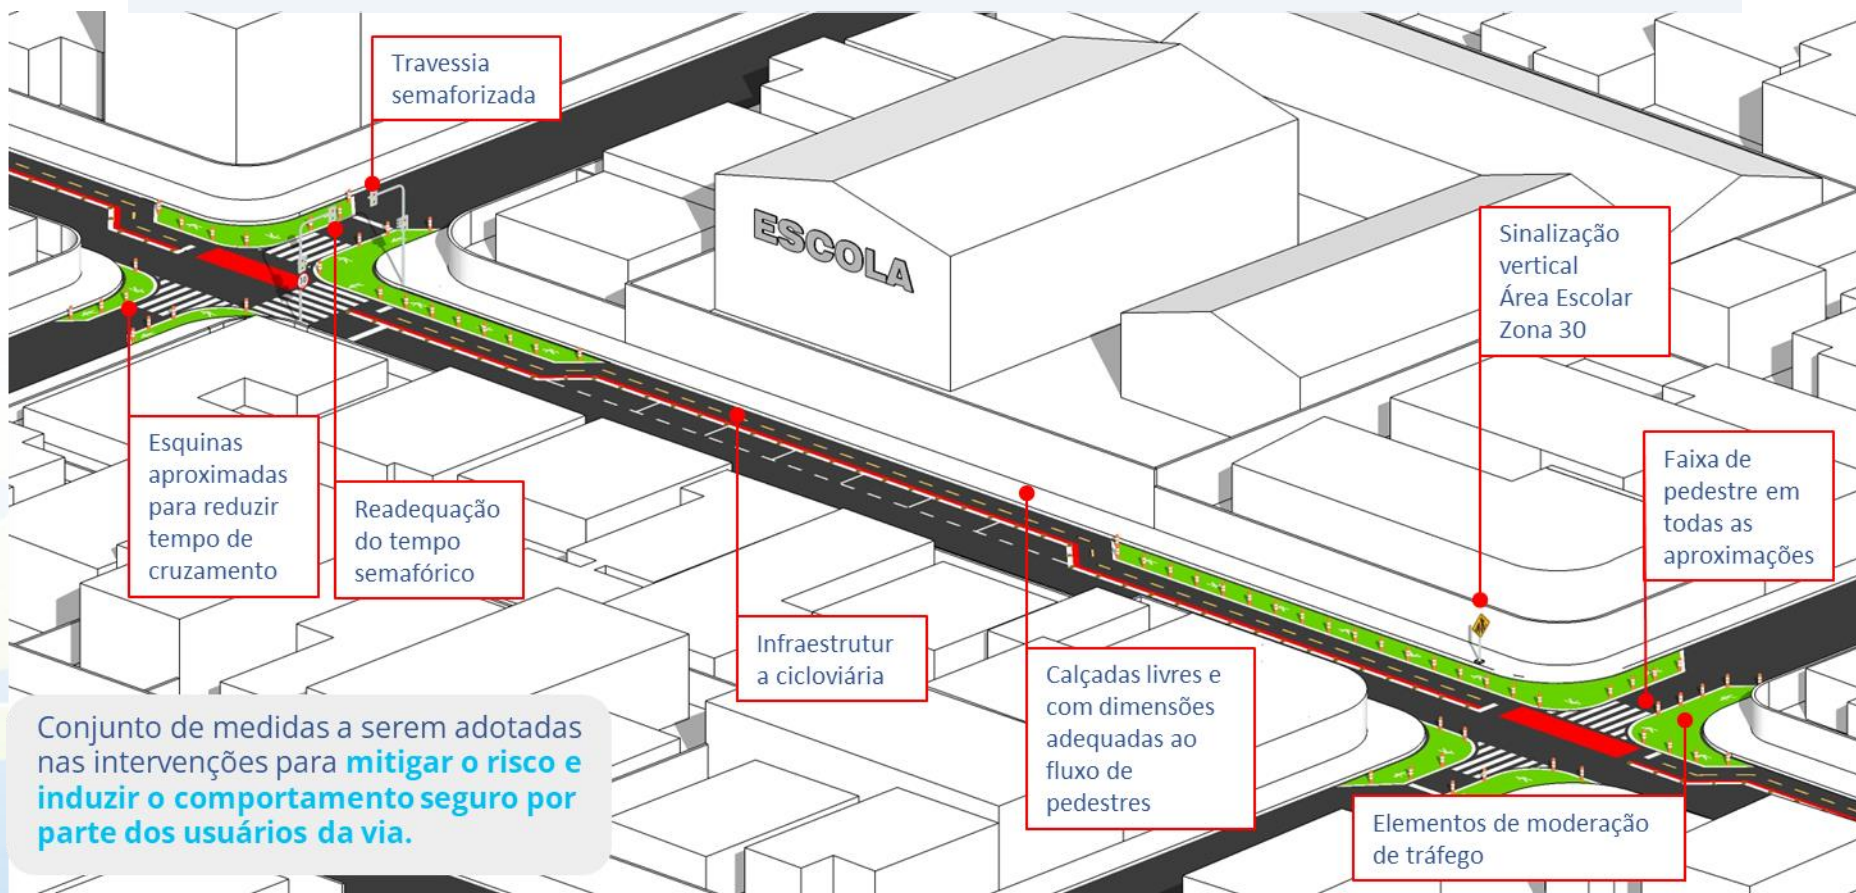 Travessia
semaforizada
ESCOLA
Sinalização
vertical
Área Escolar
Zona 30
Esquinas
aproximadas
para reduzir
tempo de
cruzamento
Readequação
do tempo
semafórico
Faixa de
pedestre em
todas as
aproximações
Infraestrutur
a cicloviária
Calçadas livres e
com dimensões
adequadas ao
fluxo de
pedestres
Elementos de moderação
de tráfego
Conjunto de medidas a serem adotadas
nas intervenções para mitigar o risco e
induzir o comportamento seguro por
parte dos usuários da via.